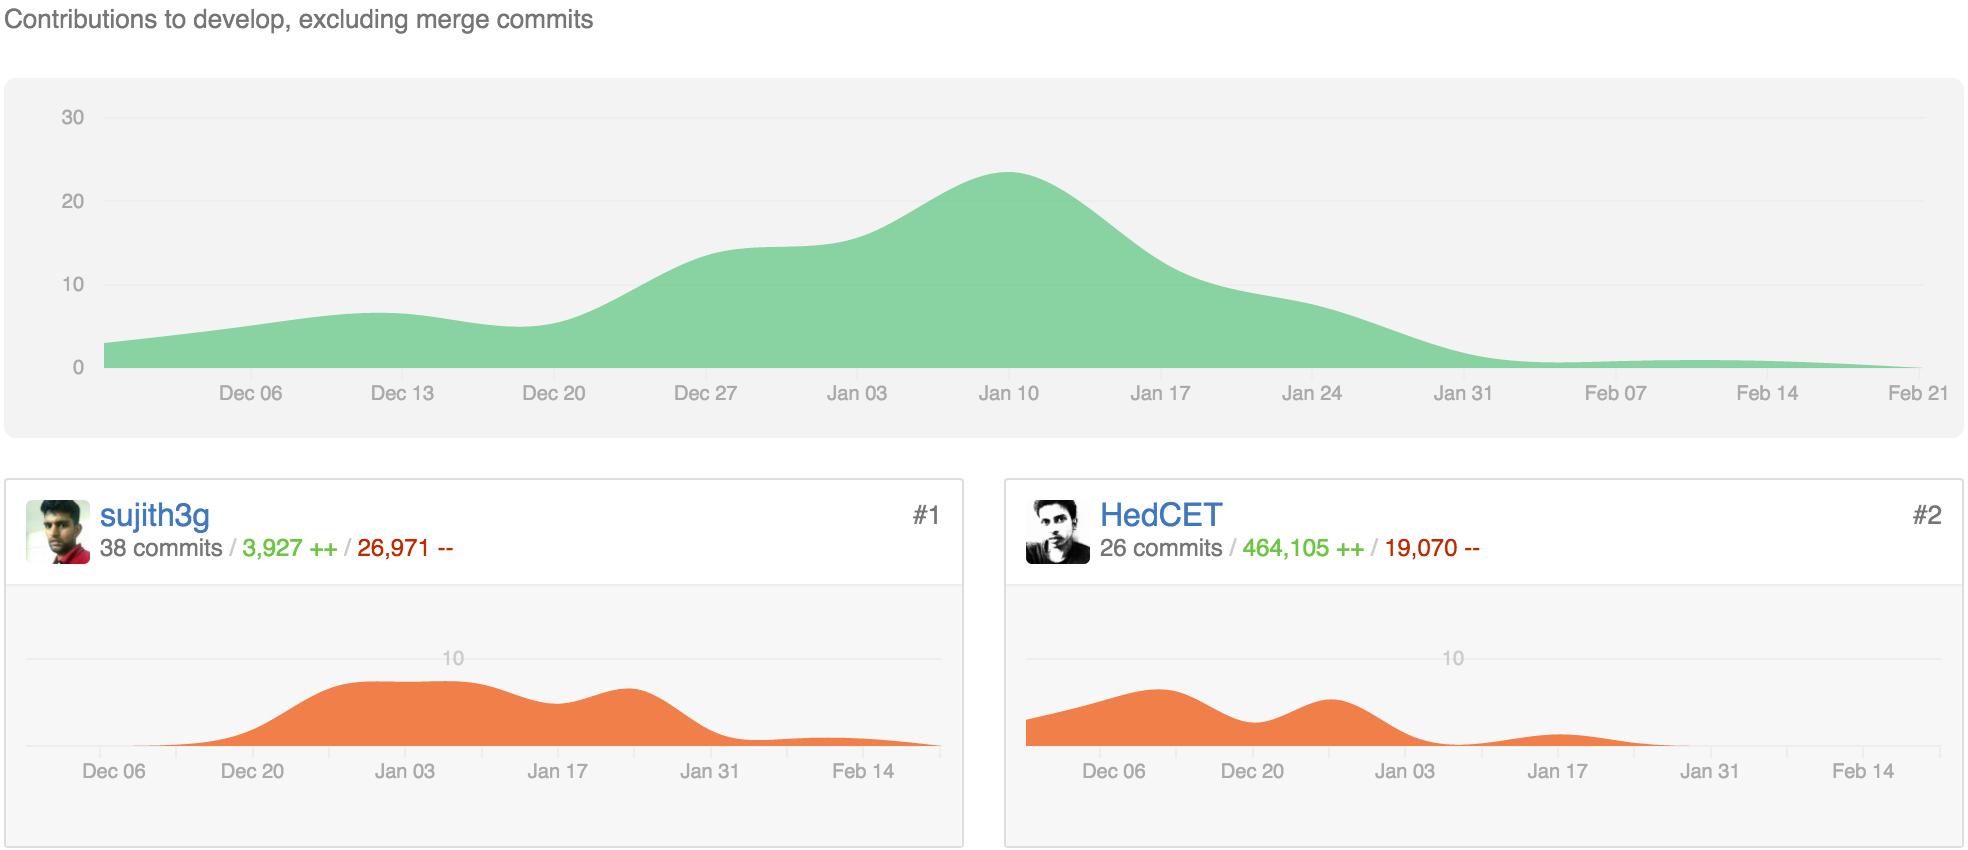 Contributions to develop, excluding merge commits
30
20
10
0
Dec 06 Dec 13 Dec 20 Dec 27 Jan 03 Jan 10 Jan 17 Jan 24 Jan 31 Feb 07 Feb 14 Feb 21
sujith3g #1
38 commits / 3,927 ++ / 26,971 --
10
Dec 06 Dec 20 Jan 03 Jan 17 Jan 31 Feb 14
HedCET #2
26 commits / 464,105 ++ / 19,070 --
10
Dec 06 Dec 20 Jan 03 Jan 17 Jan 31 Feb 14